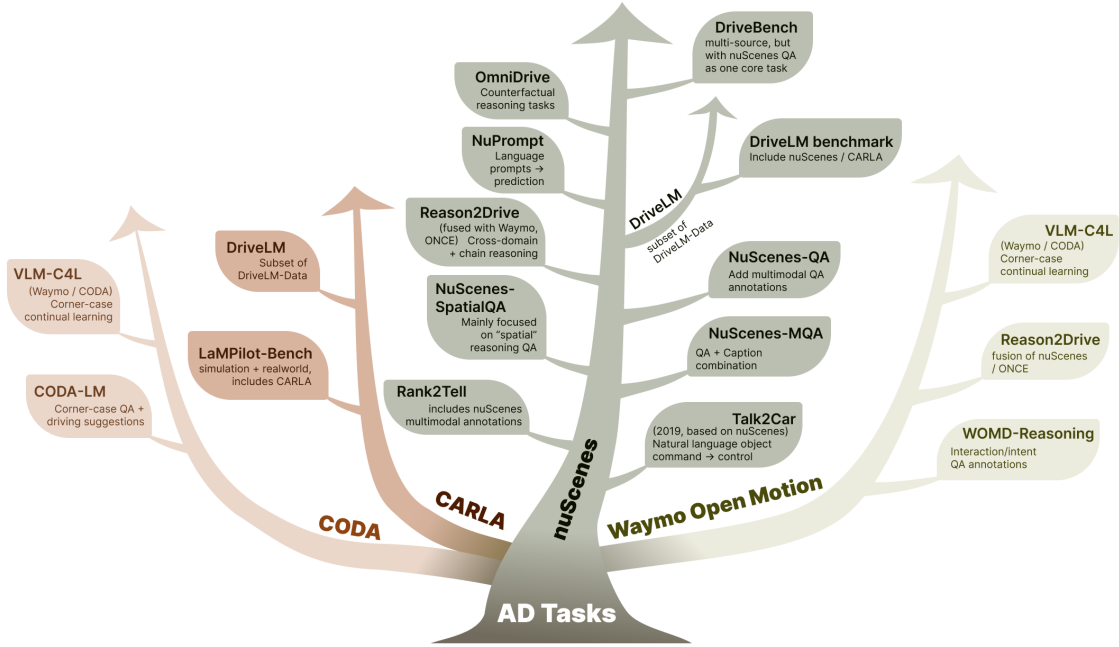 DriveBench
multi-source, but
with nuScenes QA
as one core task
OmniDrive
Counterfactual
reasoning tasks
NuPrompt
Language
prompts →
prediction
DriveLM benchmark
Include nuScenes / CARLA
DriveLM
subset of
DriveLM-Data
Reason2Drive
(fused with Waymo,
ONCE) Cross-domain
+ chain reasoning
NuScenes-QA
Add multimodal QA
annotations
NuScenes-
SpatialQA
Mainly focused
on “spatial”
reasoning QA
NuScenes-MQA
QA + Caption
combination
Rank2Tell
includes nuScenes
multimodal annotations
Talk2Car
(2019, based on nuScenes)
Natural language object
command → control
nuScenes
DriveLM
Subset of
DriveLM-Data
LaMPilot-Bench
simulation + realworld,
includes CARLA
CARLA
VLM-C4L
(Waymo / CODA)
Corner-case
continual learning
CODA-LM
Corner-case QA +
driving suggestions
CODA
VLM-C4L
(Waymo / CODA)
Corner-case
continual learning
Reason2Drive
fusion of nuScenes
/ ONCE
WOMD-Reasoning
Interaction/intent
QA annotations
Waymo Open Motion
AD Tasks